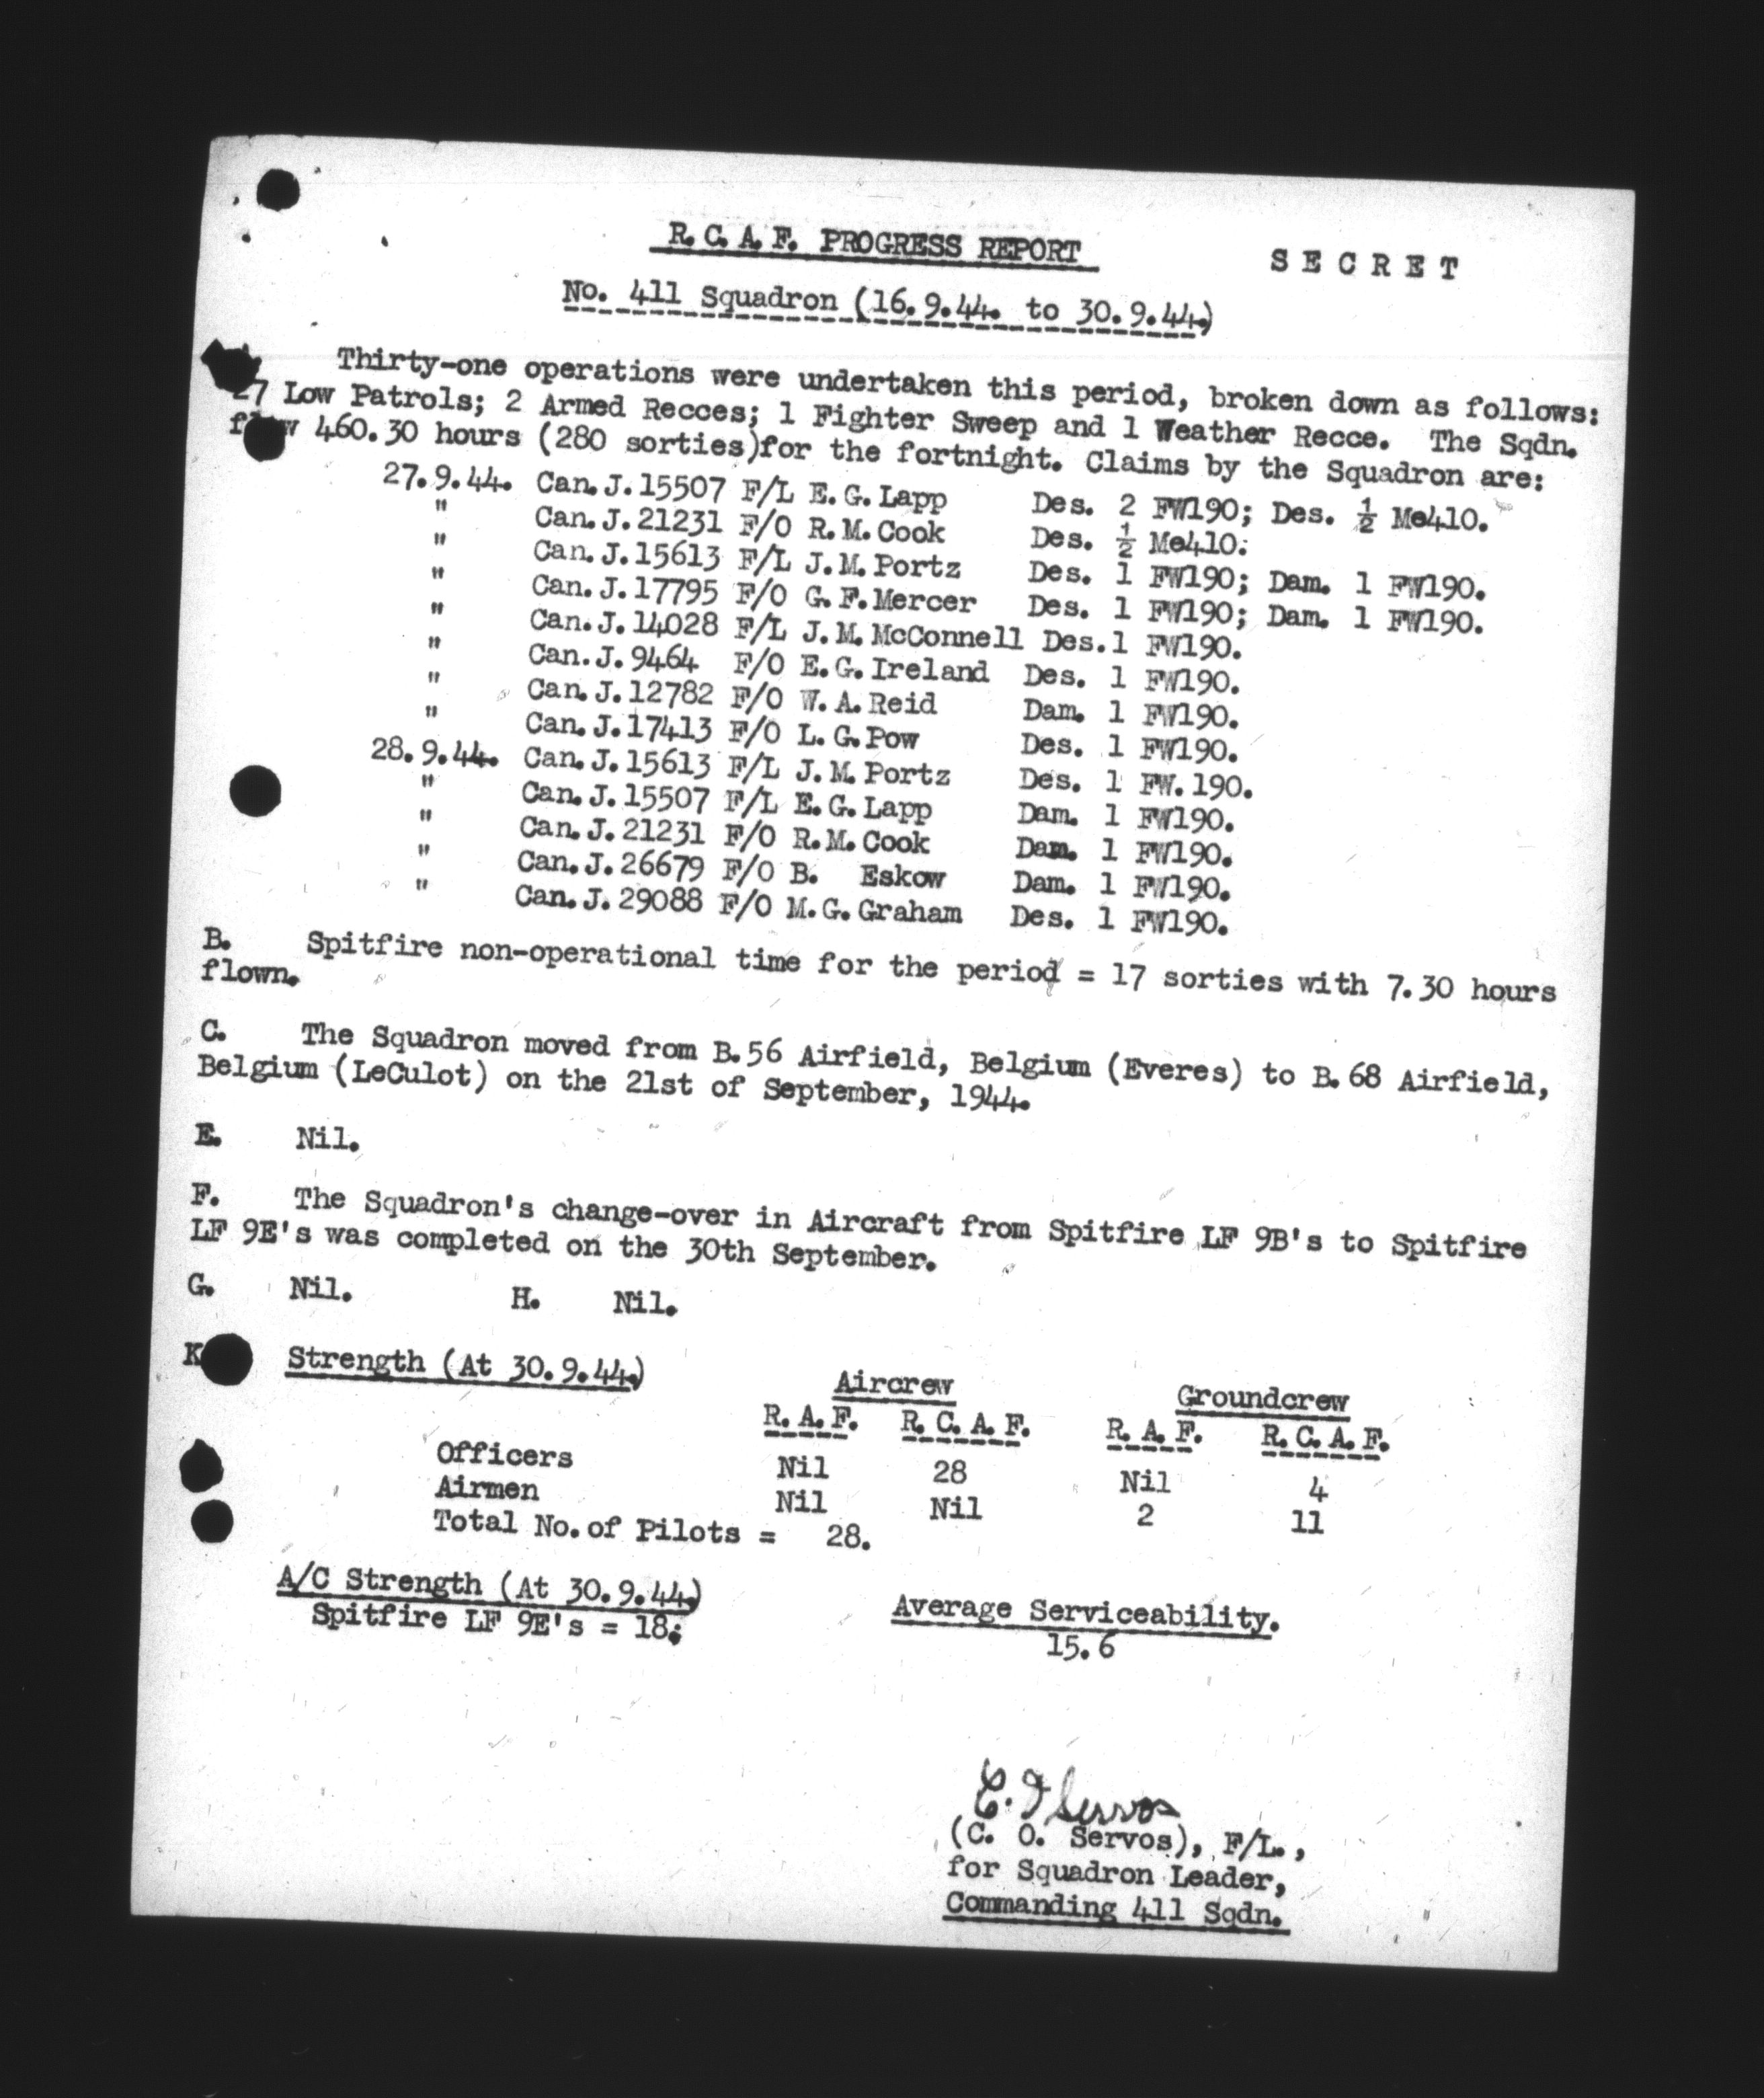 R. C. A. F. PROGRESS REPORT
SECRET
No. 411 Squadron (16.9.44. to 30.9.44.)
Thirty-one operations were undertaken this period, broken down as follows:
27 Low Patrols; 2 Armed Recces; 1 Fighter Sweep and 1 Weather Recce. The Sqdn.
flew 460.30 hours (280 sorties)for the fortnight. Claims by the Squadron are:
27.9.44. Can.J.15507 F/L E.G.Lapp Des. 2 FW190; Des. ½ Me410.
" Can.J.21231 F/O R.M.Cook Des. ½ Me410.
" Can.J.15613 F/L J.M.Portz Des. 1 FW190; Dam. 1 FW190.
" Can.J.17795 F/O G.F.Mercer Des. 1 FW190; Dam. 1 FW190.
" Can.J.14028 F/L J.M.McConnell Des.1 FW190.
" Can.J.9464 F/O E.G.Ireland Des. 1 FW190.
" Can.J.12782 F/O W.A.Reid Dam. 1 FW190.
" Can.J.17413 F/O L.G.Pow Des. 1 FW190.
28.9.44. Can.J.15613 F/L J.M.Portz Des. 1 FW.190.
" Can.J.15507 F/L E.G.Lapp Dam. 1 FW190.
" Can.J.21231 F/O R.M.Cook Dam. 1 FW190.
" Can.J.26679 F/O B. Eskow Dam. 1 FW190.
" Can.J.29088 F/O M.G.Graham Des. 1 FW190.
B. Spitfire non-operational time for the period = 17 sorties with 7.30 hours
flown.
C. The Squadron moved from B.56 Airfield, Belgium (Everes) to B.68 Airfield,
Belgium (LeCulot) on the 21st of September, 1944.
E. Nil.
F. The Squadron's change-over in Aircraft from Spitfire LF 9B's to Spitfire
LF 9E's was completed on the 30th September.
G. Nil. H. Nil.
K Strength (At 30.9.44.)
Aircrew Groundcrew
R.A.F. R.C.A.F. R.A.F. R.C.A.F.
Officers Nil 28 Nil 4
Airmen Nil Nil 2 11
Total No.of Pilots = 28.
A/C Strength (At 30.9.44.) Average Serviceability.
Spitfire LF 9E's = 18; 15.6
(C. O. Servos), F/L.,
for Squadron Leader,
Commanding 411 Sqdn.